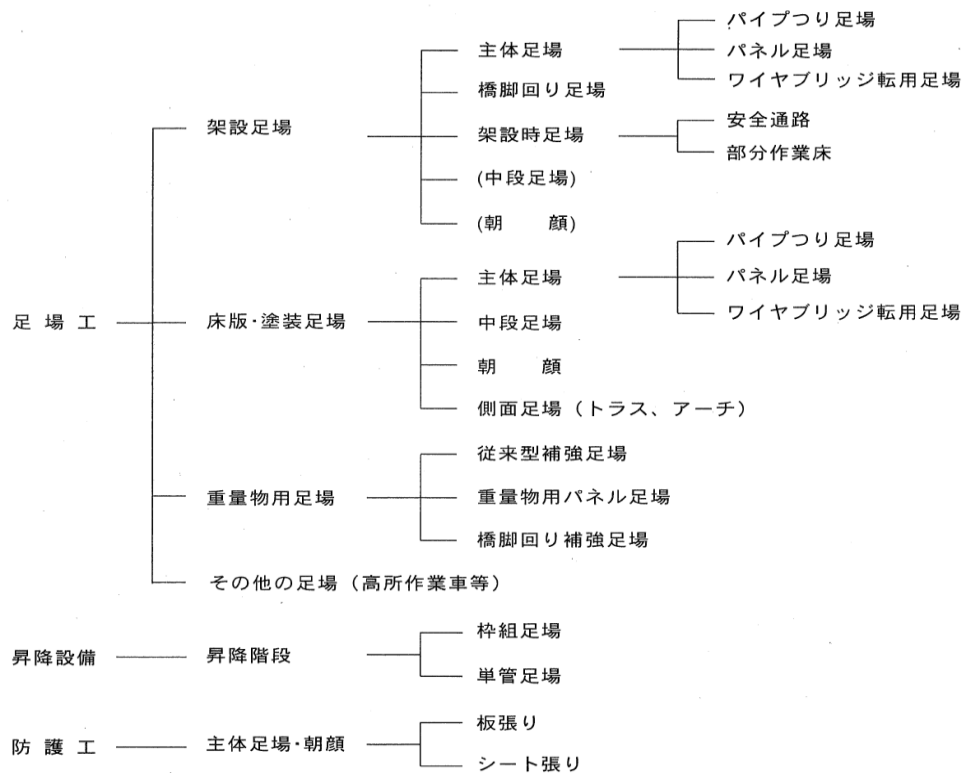 足場工
架設足場
主体足場
パイプつり足場
パネル足場
ワイヤブリッジ転用足場
橋脚回り足場
架設時足場
安全通路
部分作業床
(中段足場)
(朝　　顔)
床版・塗装足場
主体足場
パイプつり足場
パネル足場
ワイヤブリッジ転用足場
中段足場
朝　　顔
側面足場（トラス、アーチ）
重量物用足場
従来型補強足場
重量物用パネル足場
橋脚回り補強足場
その他の足場（高所作業車等）
昇降設備
昇降階段
枠組足場
単管足場
防護工
主体足場・朝顔
板張り
シート張り